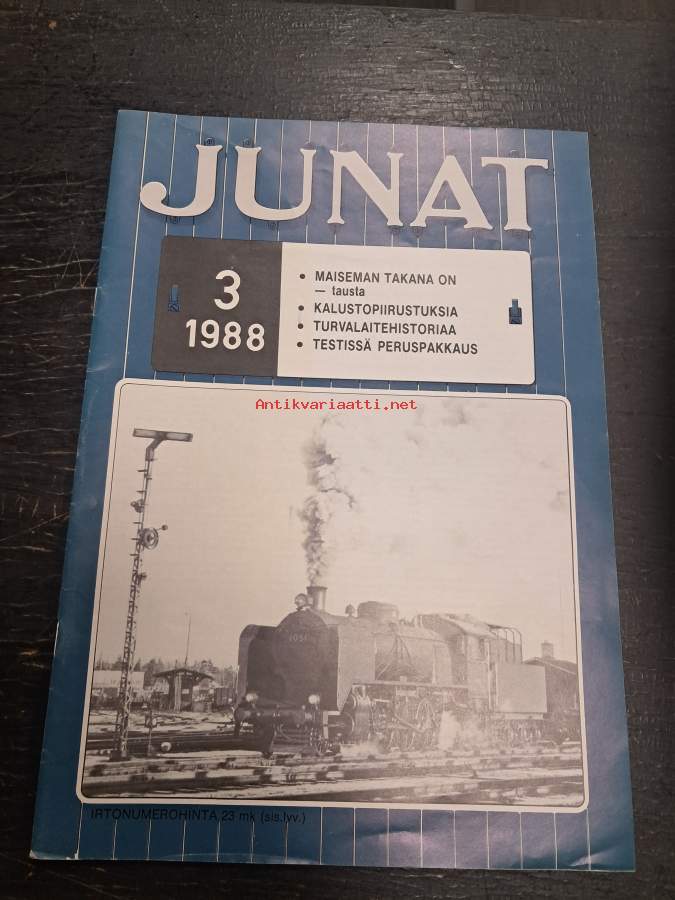 JUNAT
3
1988
• MAISEMAN TAKANA ON
— tausta
• KALUSTOPIIRUSTUKSIA
• TURVALAITEHISTORIAA
• TESTISSÄ PERUSPAKKAUS
Antikvariaatti.net
IRTONUMEROHINTA 23 mk (sis.lvv.)